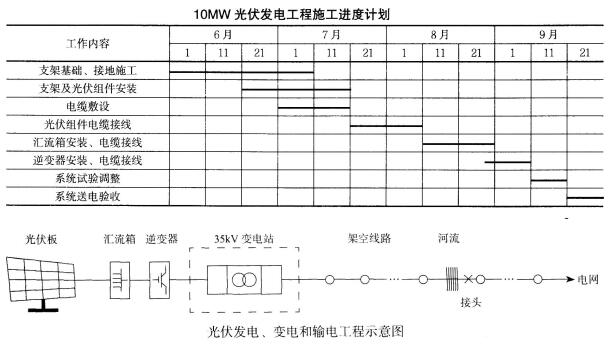 10MW 光伏发电工程施工进度计划
工作内容 6月 7月 8月 9月
1 11 21 1 11 21 1 11 21 1 11 21
支架基础、接地施工
支架及光伏组件安装
电缆敷设
光伏组件电缆接线
汇流箱安装、电缆接线
逆变器安装、电缆接线
系统试验调整
系统送电验收
光伏板 汇流箱 逆变器 35kV 变电站 架空线路 河流
电网
接头
光伏发电、变电和输电工程示意图